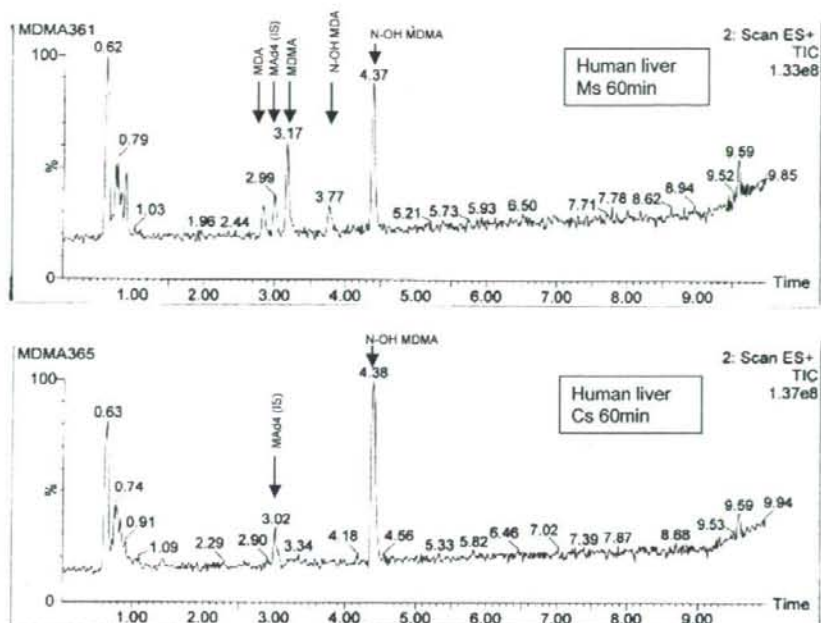 MDMA361
2: Scan ES+
TIC
1.33e8
Human liver
Ms 60min
MDA
MAd4 (IS)
MDMA
N-OH MDA
N-OH MDMA
100
%
0
0.62
0.79
1.03
1.96
2.44
2.99
3.17
3.77
4.37
5.21
5.73
5.93
6.50
7.71
7.78
8.62
8.94
9.52
9.59
9.85
1.00 2.00 3.00 4.00 5.00 6.00 7.00 8.00 9.00
Time
MDMA365
2: Scan ES+
TIC
1.37e8
Human liver
Cs 60min
MAd4 (IS)
N-OH MDMA
100
%
0
0.63
0.74
0.91
1.09
2.29
2.90
3.02
3.34
4.18
4.38
4.56
5.33
5.82
6.46
7.02
7.39
7.87
8.68
9.53
9.59
9.94
1.00 2.00 3.00 4.00 5.00 6.00 7.00 8.00 9.00
Time